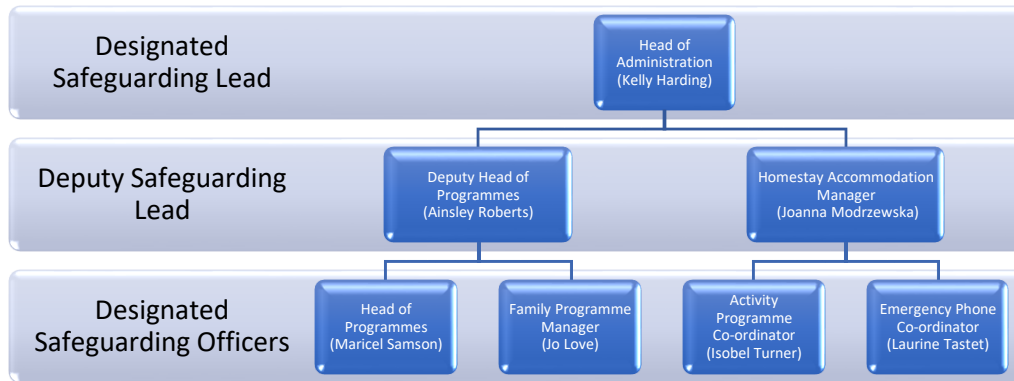 Designated
Safeguarding Lead
Head of
Administration
(Kelly Harding)
Deputy Safeguarding
Lead
Deputy Head of
Programmes
(Ainsley Roberts)
Homestay Accommodation
Manager
(Joanna Modrzewska)
Designated
Safeguarding Officers
Head of
Programmes
(Maricel Samson)
Family Programme
Manager
(Jo Love)
Activity
Programme
Co-ordinator
(Isobel Turner)
Emergency Phone
Co-ordinator
(Laurine Tastet)